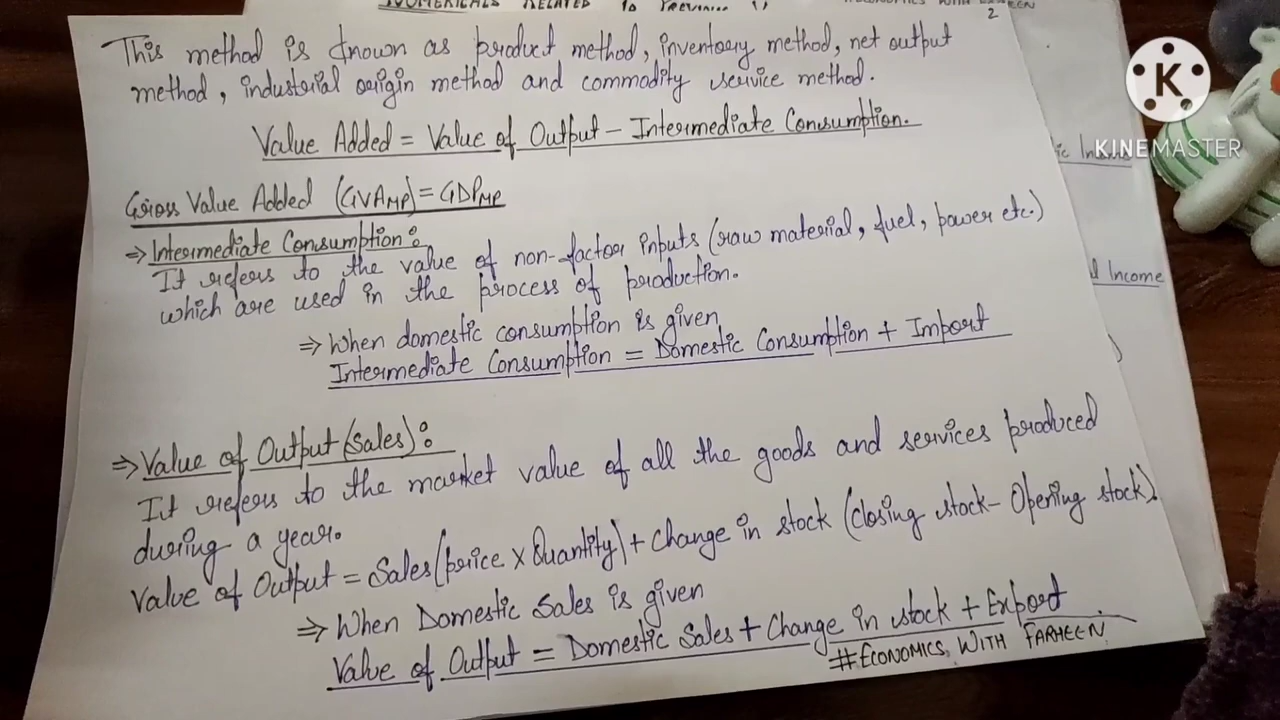 NUMERICALS RELATED TO
2
This method is known as product method, inventory method, net output
method, industrial origin method and commodity service method.
Value Added = Value of Output - Intermediate Consumption.
Gross Value Added (GVAMP) = GDPMP
⇒ Intermediate Consumption:
It refers to the value of non-factor inputs (raw material, fuel, power etc.)
which are used in the process of production.
⇒ When domestic consumption is given
Intermediate Consumption = Domestic Consumption + Import
⇒ Value of Output (Sales):
It refers to the market value of all the goods and services produced
during a year.
Value of Output = Sales (price x Quantity) + Change in stock (closing stock - Opening stock).
⇒ When Domestic Sales is given
Value of Output = Domestic Sales + Change in stock + Export
#ECONOMICS WITH FARHEEN
K
KINEMASTER
Income